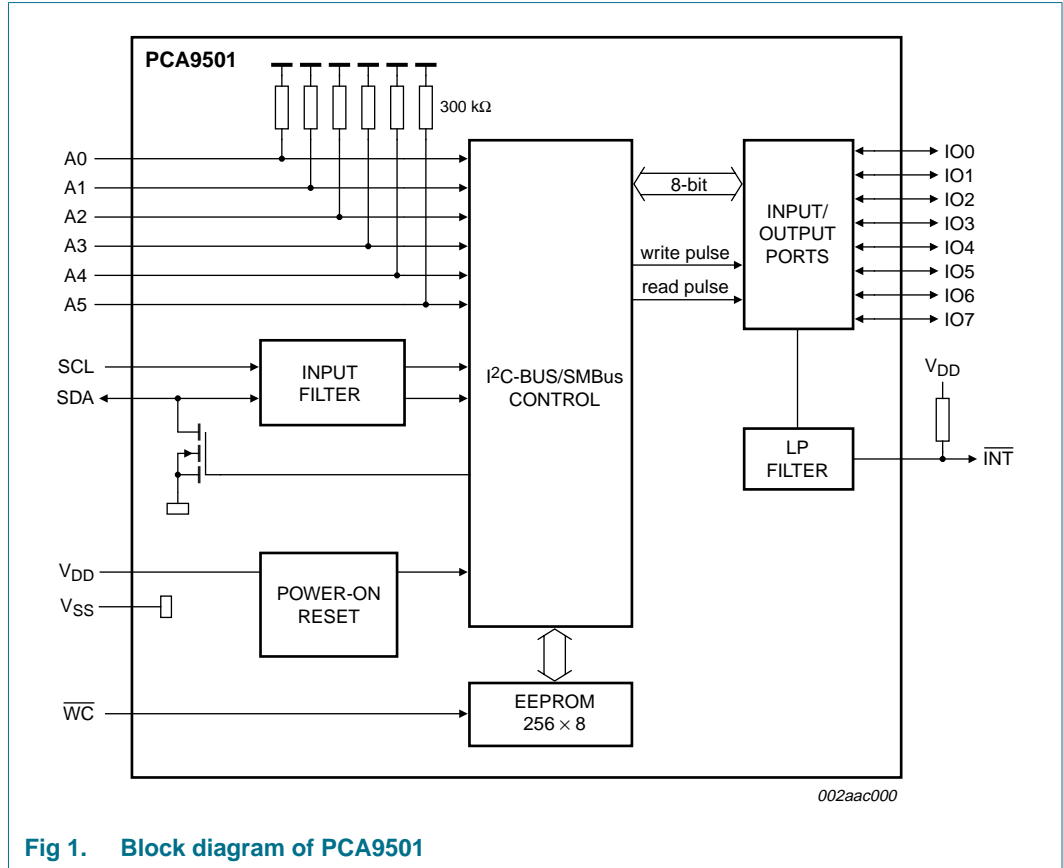 PCA9501
300 kΩ
A0
A1
A2
A3
A4
A5
SCL
SDA
INPUT
FILTER
I²C-BUS/SMBus
CONTROL
8-bit
write pulse
read pulse
INPUT/
OUTPUT
PORTS
IO0
IO1
IO2
IO3
IO4
IO5
IO6
IO7
VDD
LP
FILTER
INT
VDD
VSS
POWER-ON
RESET
WC
EEPROM
256 × 8
002aac000
Fig 1. Block diagram of PCA9501